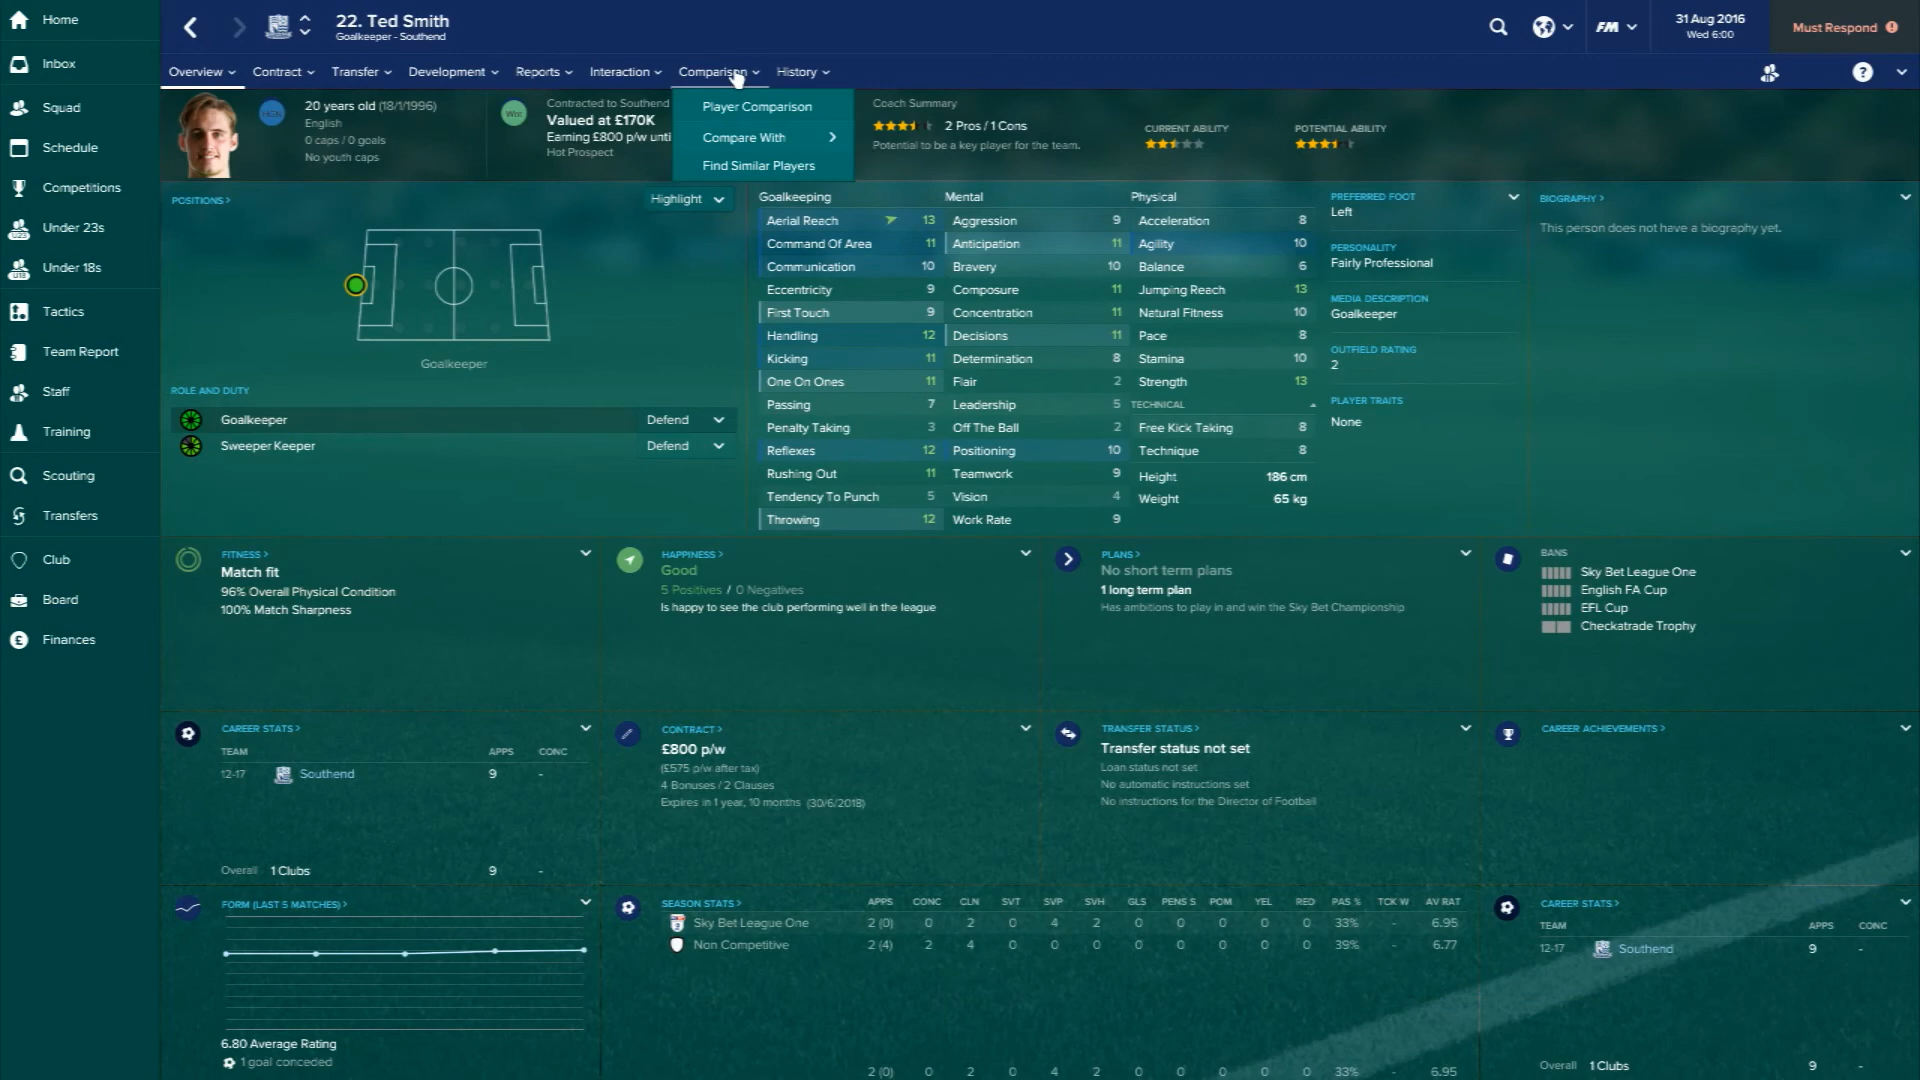 Home
Inbox
Squad
Schedule
Competitions
Under 23s
Under 18s
Tactics
Team Report
Staff
Training
Scouting
Transfers
Club
Board
Finances
22. Ted Smith
Goalkeeper - Southend
FM
31 Aug 2016
Wed 6:00
Must Respond
Overview
Contract
Transfer
Development
Reports
Interaction
Comparison
History
Player Comparison
Compare With
Find Similar Players
HGN
20 years old (18/1/1996)
English
0 caps / 0 goals
No youth caps
Wnt
Contracted to Southend
Valued at £170K
Earning £800 p/w until
Hot Prospect
Coach Summary
2 Pros / 1 Cons
Potential to be a key player for the team.
CURRENT ABILITY
POTENTIAL ABILITY
POSITIONS >
Highlight
Goalkeeper
ROLE AND DUTY
Goalkeeper Defend
Sweeper Keeper Defend
Goalkeeping
Aerial Reach 13
Command Of Area 11
Communication 10
Eccentricity 9
First Touch 9
Handling 12
Kicking 11
One On Ones 11
Passing 7
Penalty Taking 3
Reflexes 12
Rushing Out 11
Tendency To Punch 5
Throwing 12
Mental
Aggression 9
Anticipation 11
Bravery 10
Composure 11
Concentration 11
Decisions 11
Determination 8
Flair 2
Leadership 5
Off The Ball 2
Positioning 10
Teamwork 9
Vision 4
Work Rate 9
Physical
Acceleration 8
Agility 10
Balance 6
Jumping Reach 13
Natural Fitness 10
Pace 8
Stamina 10
Strength 13
TECHNICAL
Free Kick Taking 8
Technique 8
Height 186 cm
Weight 65 kg
PREFERRED FOOT
Left
PERSONALITY
Fairly Professional
MEDIA DESCRIPTION
Goalkeeper
OUTFIELD RATING
2
PLAYER TRAITS
None
BIOGRAPHY >
This person does not have a biography yet.
FITNESS >
Match fit
96% Overall Physical Condition
100% Match Sharpness
HAPPINESS >
Good
5 Positives / 0 Negatives
Is happy to see the club performing well in the league
PLANS >
No short term plans
1 long term plan
Has ambitions to play in and win the Sky Bet Championship
BANS
Sky Bet League One
English FA Cup
EFL Cup
Checkatrade Trophy
CAREER STATS >
TEAM APPS CONC
12-17 Southend 9 -
Overall 1 Clubs 9 -
CONTRACT >
£800 p/w
(£575 p/w after tax)
4 Bonuses / 2 Clauses
Expires in 1 year, 10 months (30/6/2018)
TRANSFER STATUS >
Transfer status not set
Loan status not set
No automatic instructions set
No instructions for the Director of Football
CAREER ACHIEVEMENTS >
FORM (LAST 5 MATCHES) >
6.80 Average Rating
1 goal conceded
SEASON STATS > APPS CONC CLN SVT SVP SVH GLS PENS S POM YEL RED PAS % TCK W AV RAT
Sky Bet League One 2 (0) 0 2 0 4 2 0 0 0 0 0 33% - 6.95
Non Competitive 2 (4) 2 4 0 0 0 0 0 0 0 0 39% - 6.77
2 (0) 0 2 0 4 2 0 0 0 0 0 33% - 6.95
CAREER STATS >
TEAM APPS CONC
12-17 Southend 9 -
Overall 1 Clubs 9 -